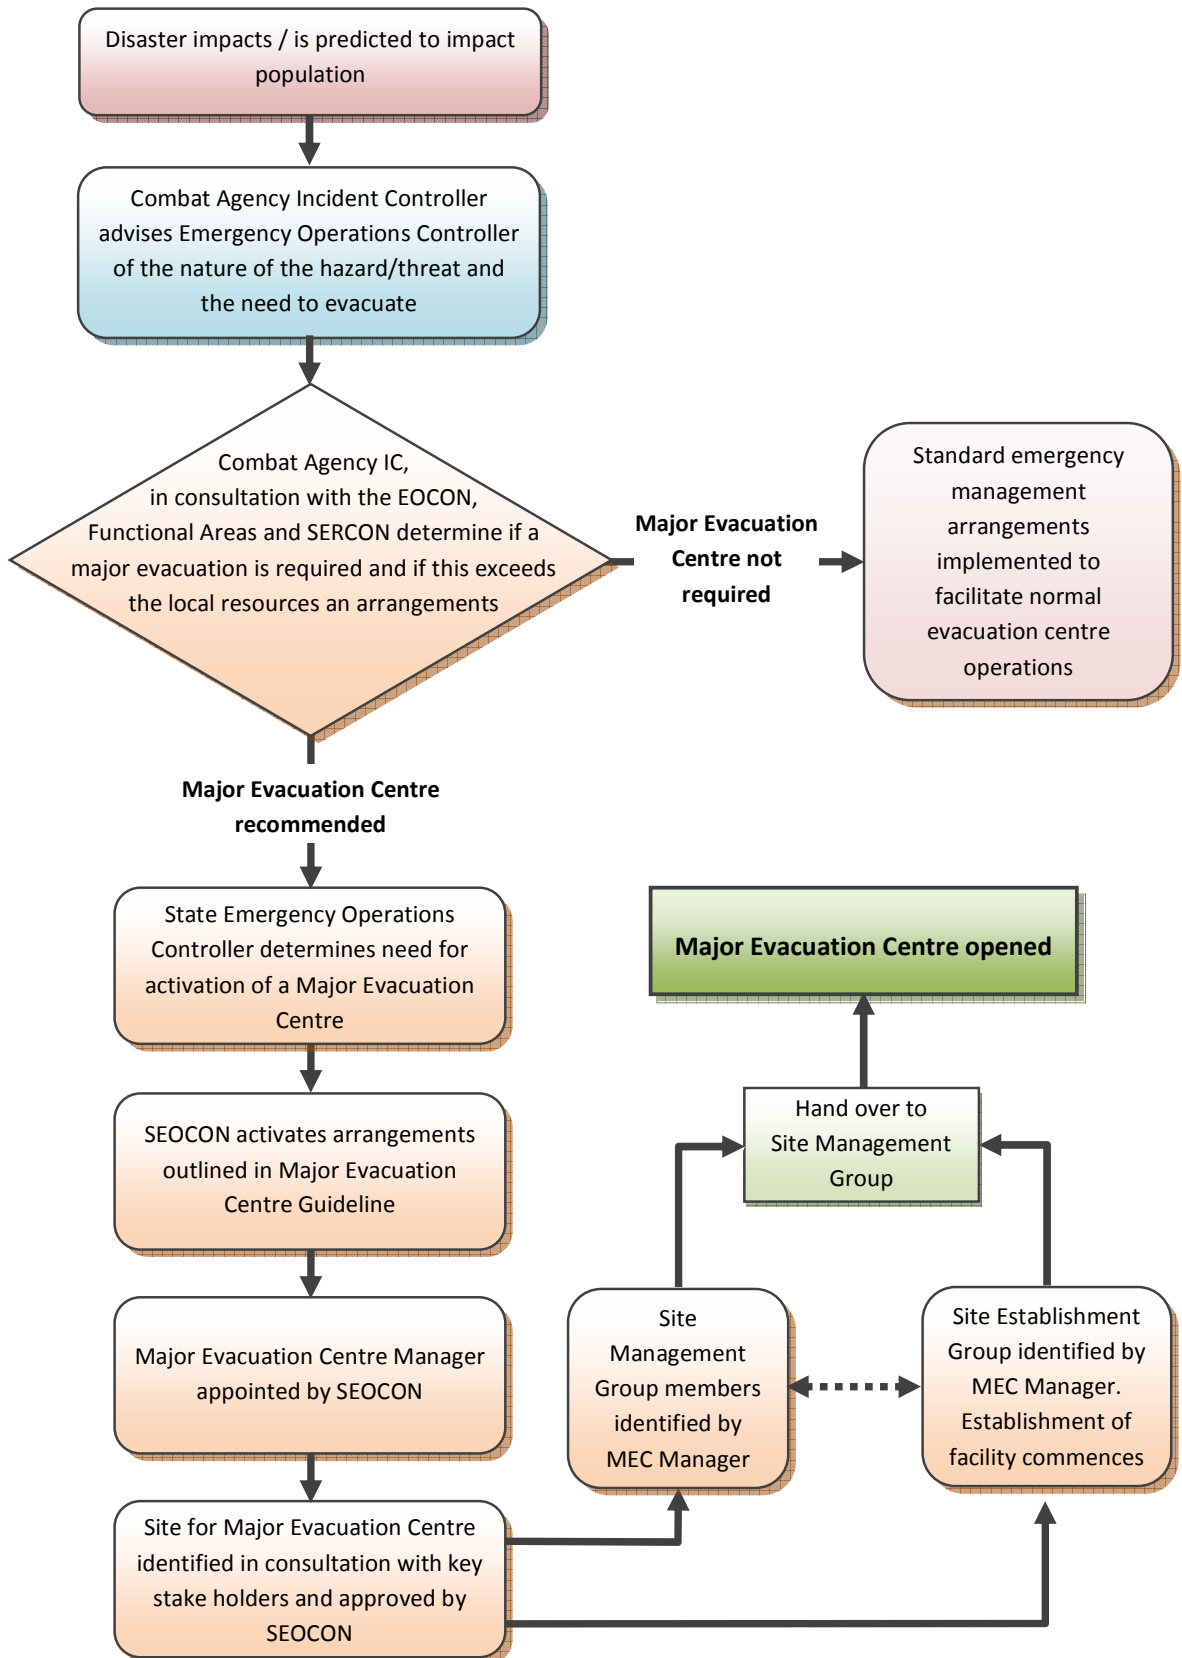 Disaster impacts / is predicted to impact
population
Combat Agency Incident Controller
advises Emergency Operations Controller
of the nature of the hazard/threat and
the need to evacuate
Combat Agency IC,
in consultation with the EOCON,
Functional Areas and SERCON determine if a
major evacuation is required and if this exceeds
the local resources an arrangements
Major Evacuation
Centre not
required
Standard emergency
management
arrangements
implemented to
facilitate normal
evacuation centre
operations
Major Evacuation Centre
recommended
State Emergency Operations
Controller determines need for
activation of a Major Evacuation
Centre
SEOCON activates arrangements
outlined in Major Evacuation
Centre Guideline
Major Evacuation Centre Manager
appointed by SEOCON
Site for Major Evacuation Centre
identified in consultation with key
stake holders and approved by
SEOCON
Site
Management
Group members
identified by
MEC Manager
Site Establishment
Group identified by
MEC Manager.
Establishment of
facility commences
Hand over to
Site Management
Group
Major Evacuation Centre opened